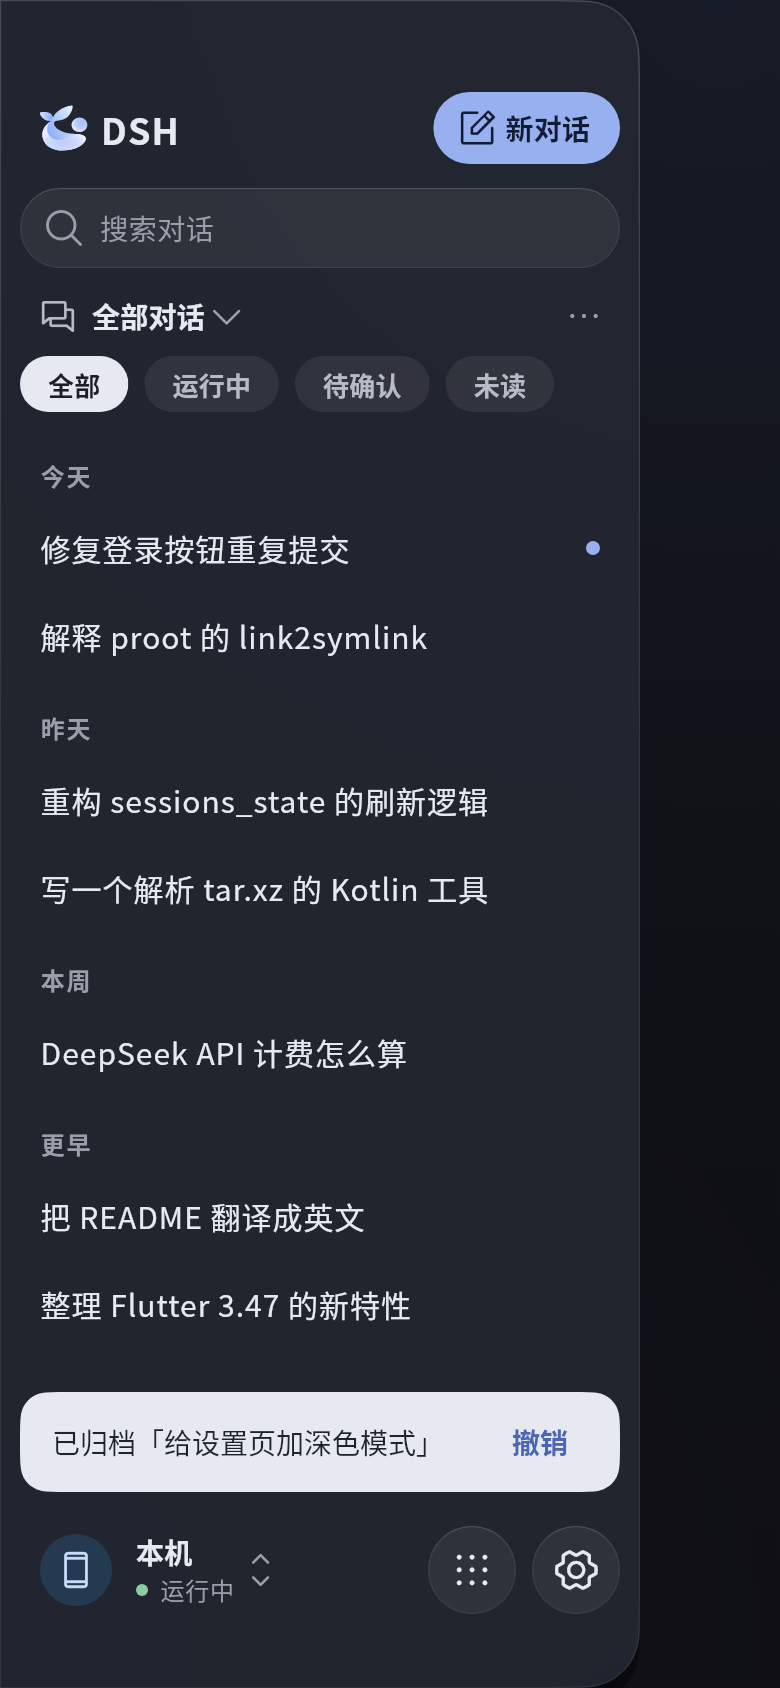 DSH
新对话
搜索对话
全部对话
全部
运行中
待确认
未读
今天
修复登录按钮重复提交
解释 proot 的 link2symlink
昨天
重构 sessions_state 的刷新逻辑
写一个解析 tar.xz 的 Kotlin 工具
本周
DeepSeek API 计费怎么算
更早
把 README 翻译成英文
整理 Flutter 3.47 的新特性
已归档「给设置页加深色模式」
撤销
本机
运行中